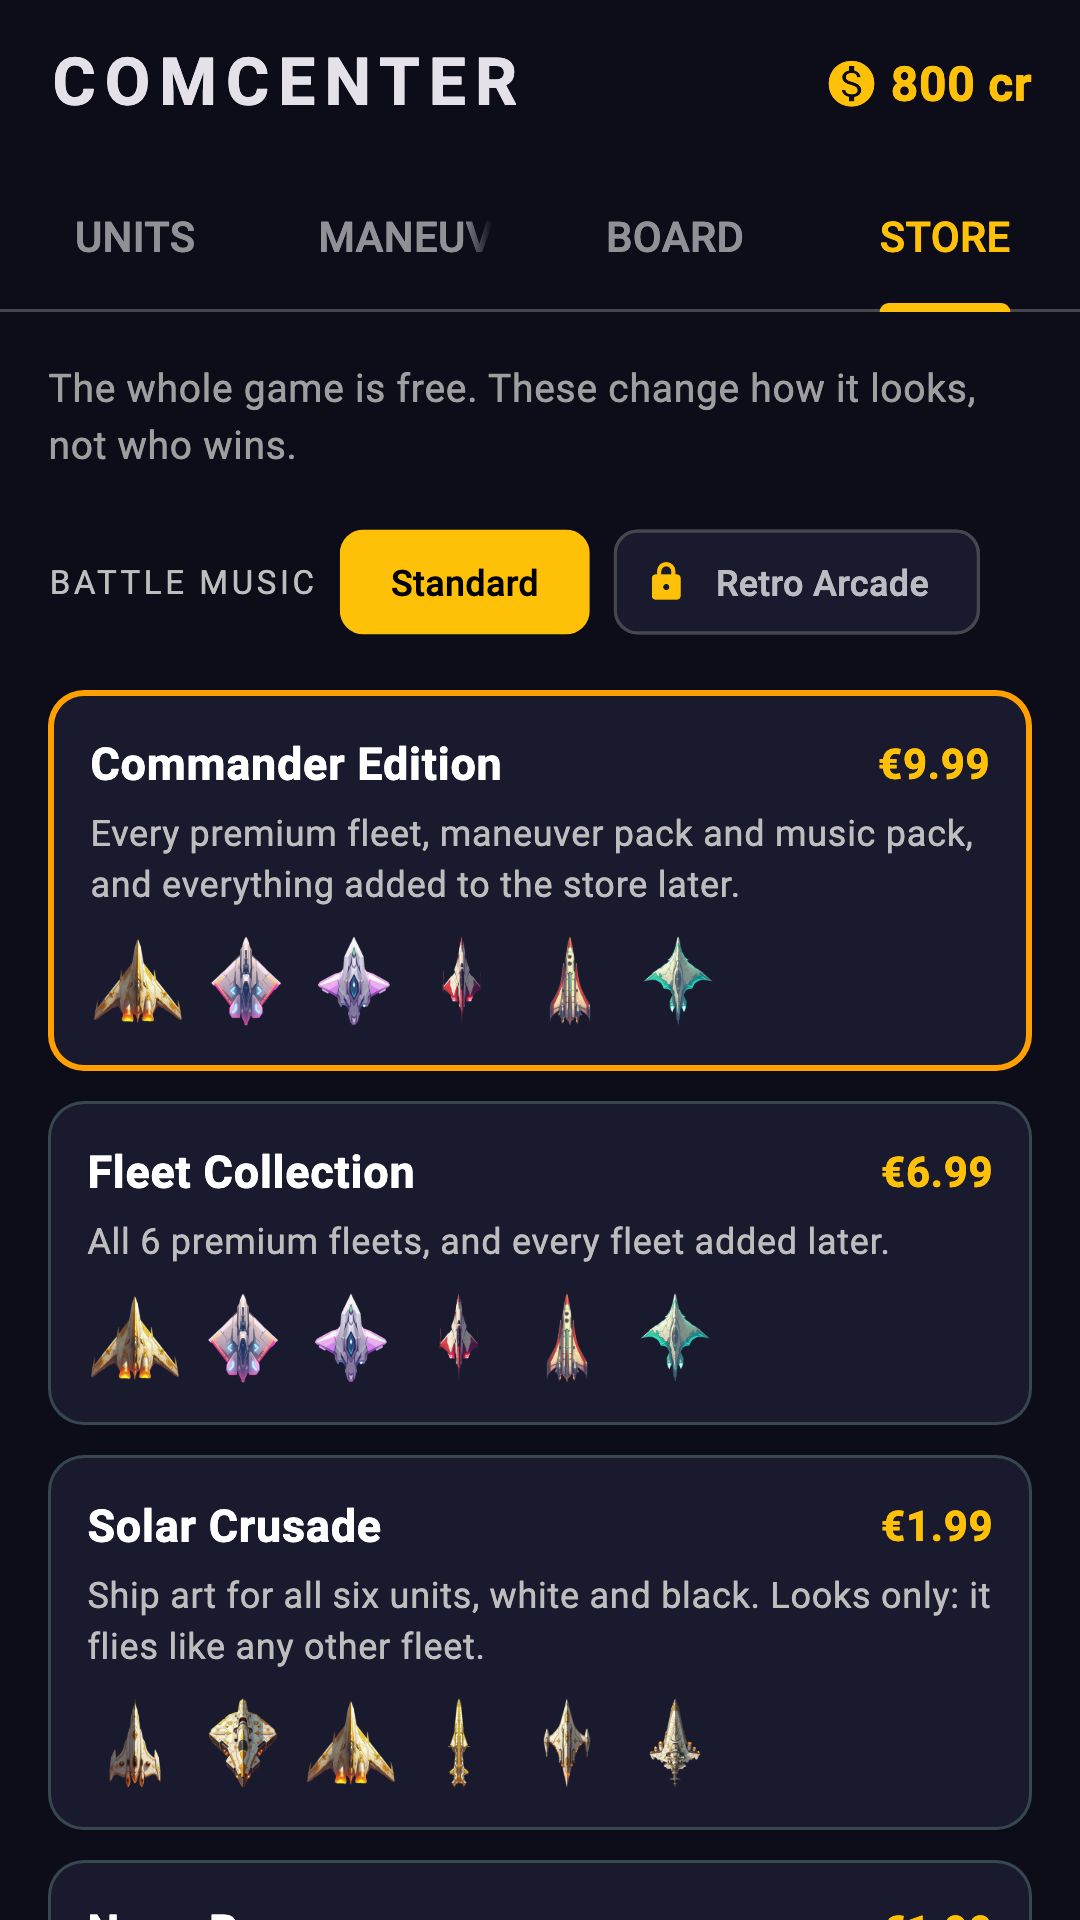 COMCENTER
800 cr
UNITS MANEUV BOARD STORE
The whole game is free. These change how it looks,
not who wins.
BATTLE MUSIC Standard Retro Arcade
Commander Edition €9.99
Every premium fleet, maneuver pack and music pack,
and everything added to the store later.
Fleet Collection €6.99
All 6 premium fleets, and every fleet added later.
Solar Crusade €1.99
Ship art for all six units, white and black. Looks only: it
flies like any other fleet.